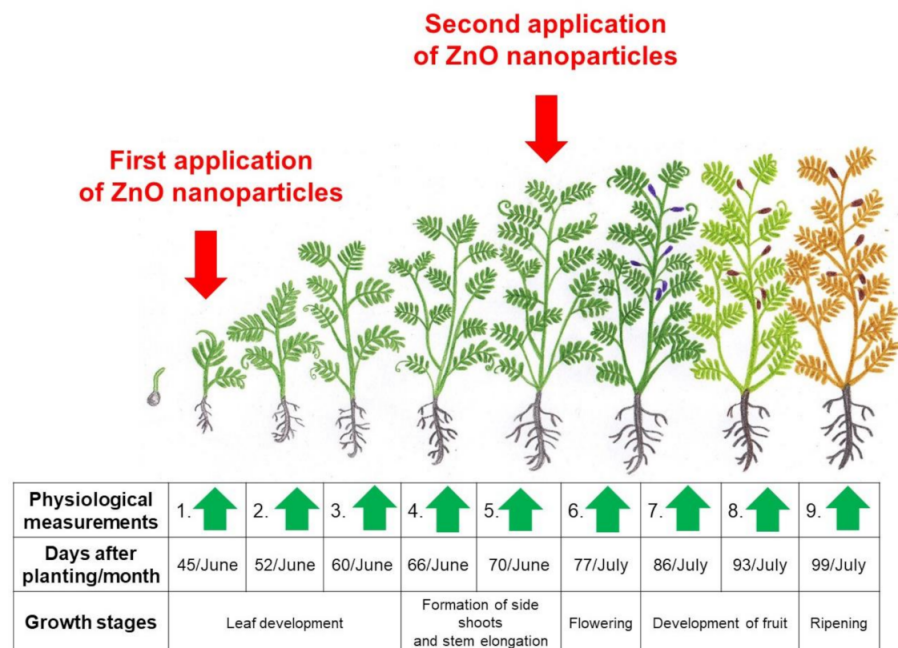 Second application
of ZnO nanoparticles
First application
of ZnO nanoparticles
Physiological
measurements
1.
2.
3.
4.
5.
6.
7.
8.
9.
Days after
planting/month
45/June
52/June
60/June
66/June
70/June
77/July
86/July
93/July
99/July
Growth stages
Leaf development
Formation of side
shoots
and stem elongation
Flowering
Development of fruit
Ripening